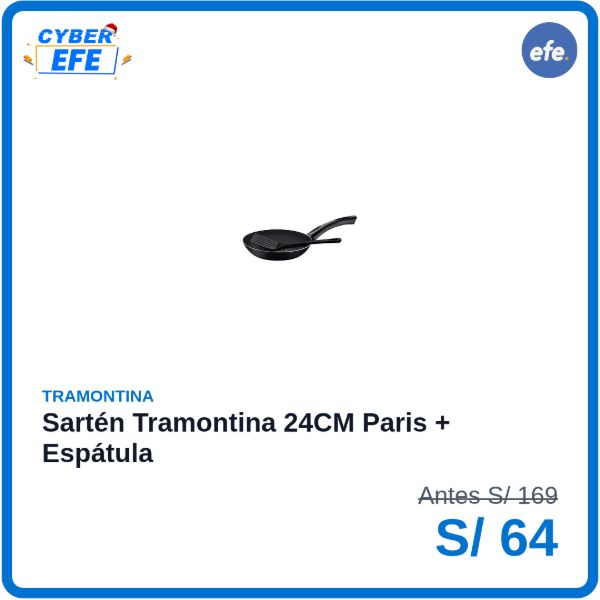 CYBER
EFE
efe.
TRAMONTINA
Sartén Tramontina 24CM Paris +
Espátula
Antes S/ 169
S/ 64